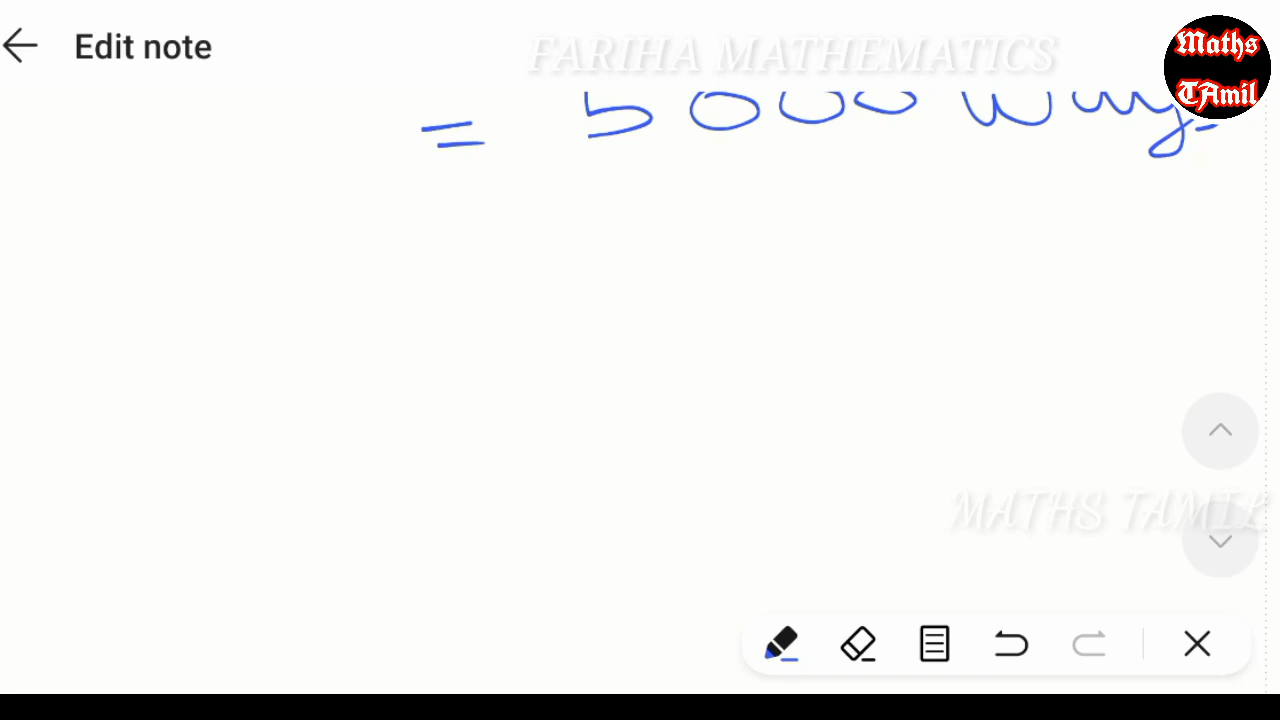 Edit note
FARIHA MATHEMATICS
Maths
TAmil
= 5000 ways
MATHS TAMIL